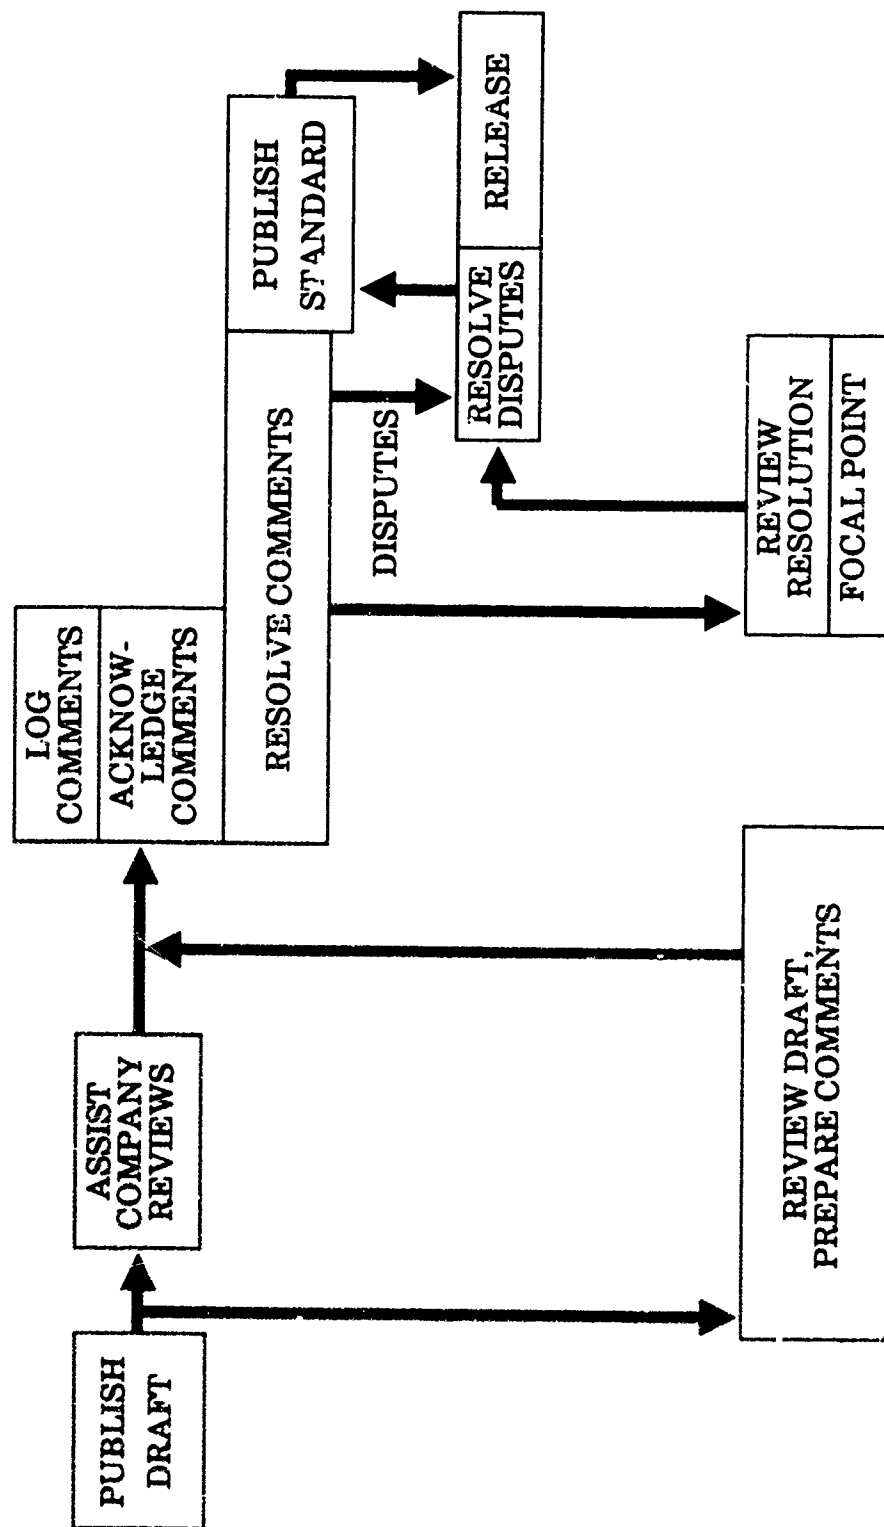 PUBLISH
DRAFT
ASSIST
COMPANY
REVIEWS
REVIEW DRAFT,
PREPARE COMMENTS
LOG
COMMENTS
ACKNOW-
LEDGE
COMMENTS
RESOLVE COMMENTS
DISPUTES
REVIEW
RESOLUTION
FOCAL POINT
RESOLVE
DISPUTES
PUBLISH
STANDARD
RELEASE